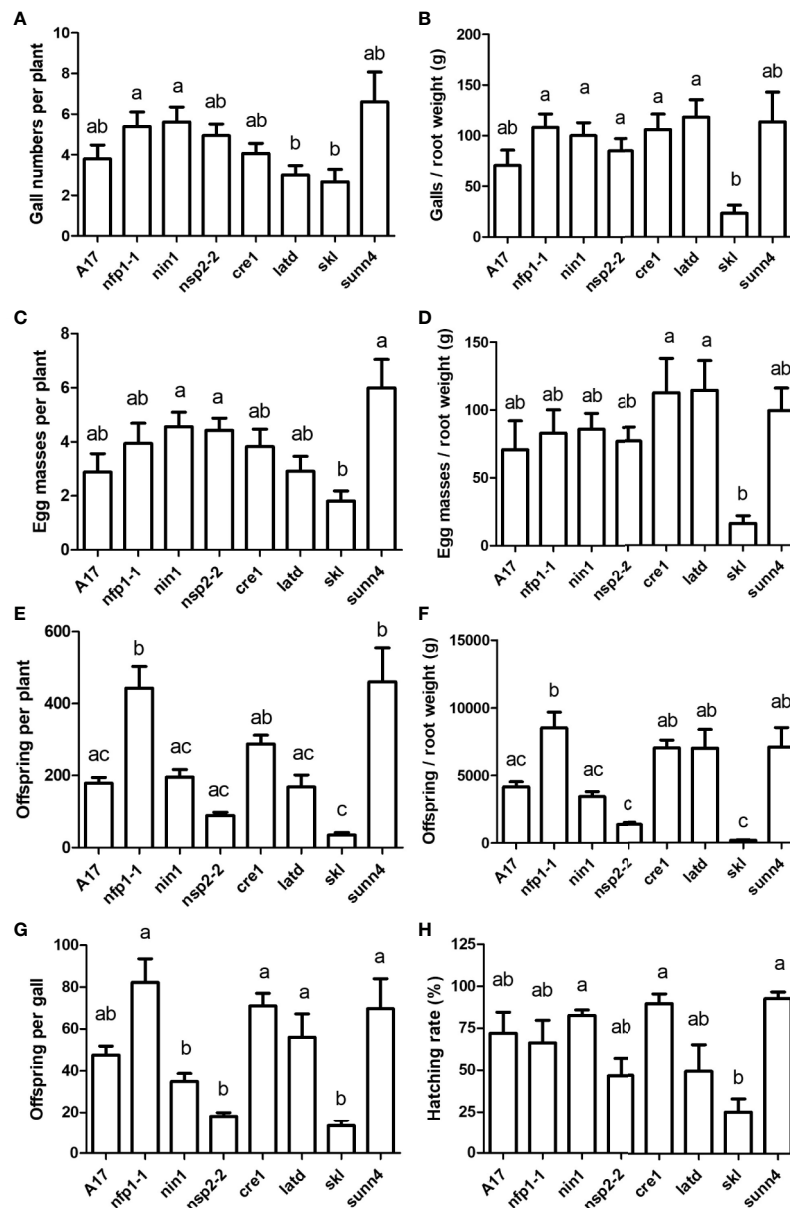 A
Gall numbers per plant
10
8
6
4
2
0
ab
a
a
ab
ab
b
b
ab
A17
nfp1-1
nin1
nsp2-2
cre1
latd
skl
sunn4
B
Galls / root weight (g)
200
150
100
50
0
ab
a
a
a
a
a
b
ab
A17
nfp1-1
nin1
nsp2-2
cre1
latd
skl
sunn4
C
Egg masses per plant
8
6
4
2
0
ab
ab
a
a
ab
ab
b
a
A17
nfp1-1
nin1
nsp2-2
cre1
latd
skl
sunn4
D
Egg masses / root weight (g)
150
100
50
0
ab
ab
ab
ab
a
a
b
ab
A17
nfp1-1
nin1
nsp2-2
cre1
latd
skl
sunn4
E
Offspring per plant
600
400
200
0
ac
b
ac
ac
ab
ac
c
b
A17
nfp1-1
nin1
nsp2-2
cre1
latd
skl
sunn4
F
Offspring / root weight (g)
15000
10000
5000
0
ac
b
ac
c
ab
ab
c
ab
A17
nfp1-1
nin1
nsp2-2
cre1
latd
skl
sunn4
G
Offspring per gall
100
80
60
40
20
0
ab
a
b
b
a
a
b
a
A17
nfp1-1
nin1
nsp2-2
cre1
latd
skl
sunn4
H
Hatching rate (%)
125
100
75
50
25
0
ab
ab
a
ab
a
ab
b
a
A17
nfp1-1
nin1
nsp2-2
cre1
latd
skl
sunn4